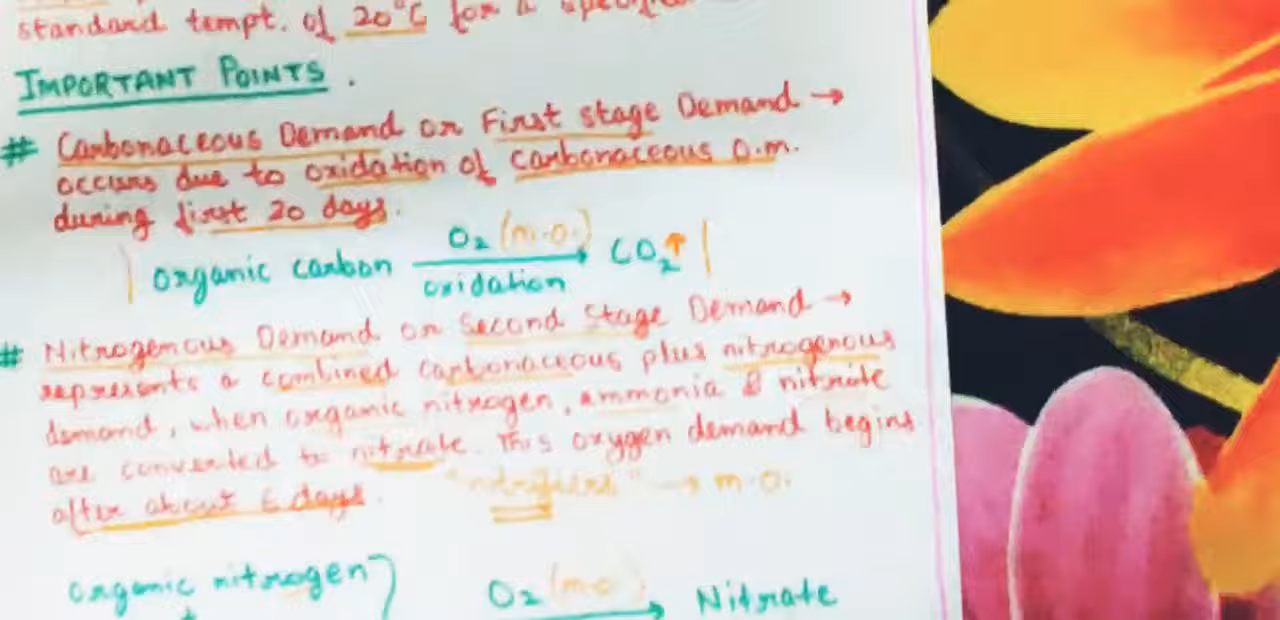 standard tempt. of 20°C for a
IMPORTANT POINTS.
# Carbonaceous Demand or First stage Demand →
occurs due to oxidation of carbonaceous o.m.
during first 20 days.
organic carbon O₂ (m.o.) oxidation → CO₂↑
# Nitrogenous Demand or Second Stage Demand →
represents a combined carbonaceous plus nitrogenous
demand, when organic nitrogen, ammonia & nitrate
are converted to nitrate. This oxygen demand begins
after about 6 days. → m.o.
organic nitrogen } O₂ (m.o) → Nitrate